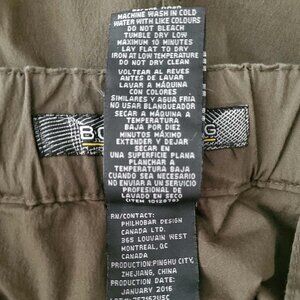 MACHINE WASH IN COLD
WATER WITH LIKE COLOURS
DO NOT BLEACH
TUMBLE DRY LOW
MAXIMUM 10 MINUTES
LAY FLAT TO DRY
IRON AT LOW TEMPERATURE
DO NOT DRY CLEAN
VOLTEAR AL REVES
ANTES DE LAVAR
LAVAR A MÁQUINA
CON COLORES
SIMILARES Y AGUA FRIA
NO USAR BLANQUEADOR
SECAR A MÁQUINA A
TEMPERATURA
BAJA POR DIEZ
MINUTOS MÁXIMO
EXTENDER Y DEJAR
SECAR EN
UNA SUPERFICIE PLANA
PLANCHAR A
TEMPERATURA BAJA
CUANDO SEA NECESARIO
NO ENVIAR A UN SERVICIO
PROFESIONAL DE
LAVADO EN SECO
RN/CONTACT:
PHILHOBAR DESIGN
CANADA LTD.
365 LOUVAIN WEST
MONTREAL, QC
CANADA
PRODUCTION:PINGHU CITY,
ZHEJIANG, CHINA
PRODUCTION DATE:
JANUARY 2016